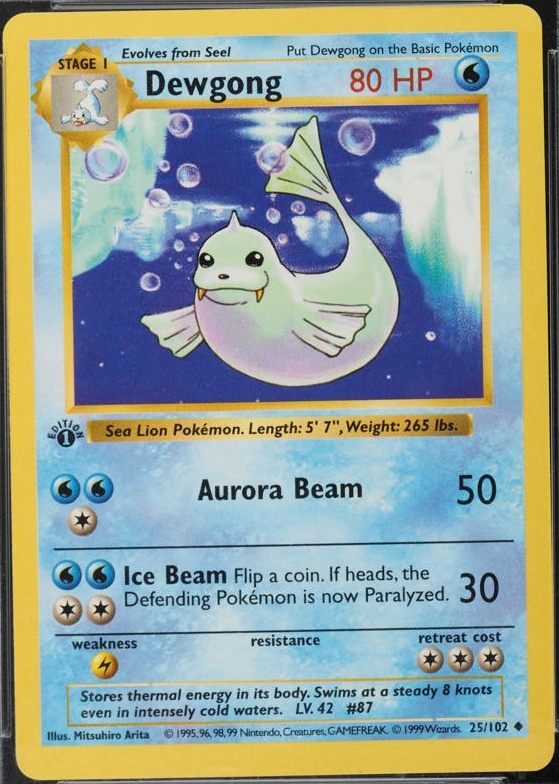 Evolves from Seel
Put Dewgong on the Basic Pokémon
STAGE 1
Dewgong
80 HP
EDITION
1
Sea Lion Pokémon. Length: 5' 7", Weight: 265 lbs.
Aurora Beam
50
Ice Beam Flip a coin. If heads, the
Defending Pokémon is now Paralyzed.
30
weakness
resistance
retreat cost
Stores thermal energy in its body. Swims at a steady 8 knots
even in intensely cold waters. LV. 42 #87
Illus. Mitsuhiro Arita © 1995, 96, 98, 99 Nintendo, Creatures, GAMEFREAK. © 1999 Wizards. 25/102